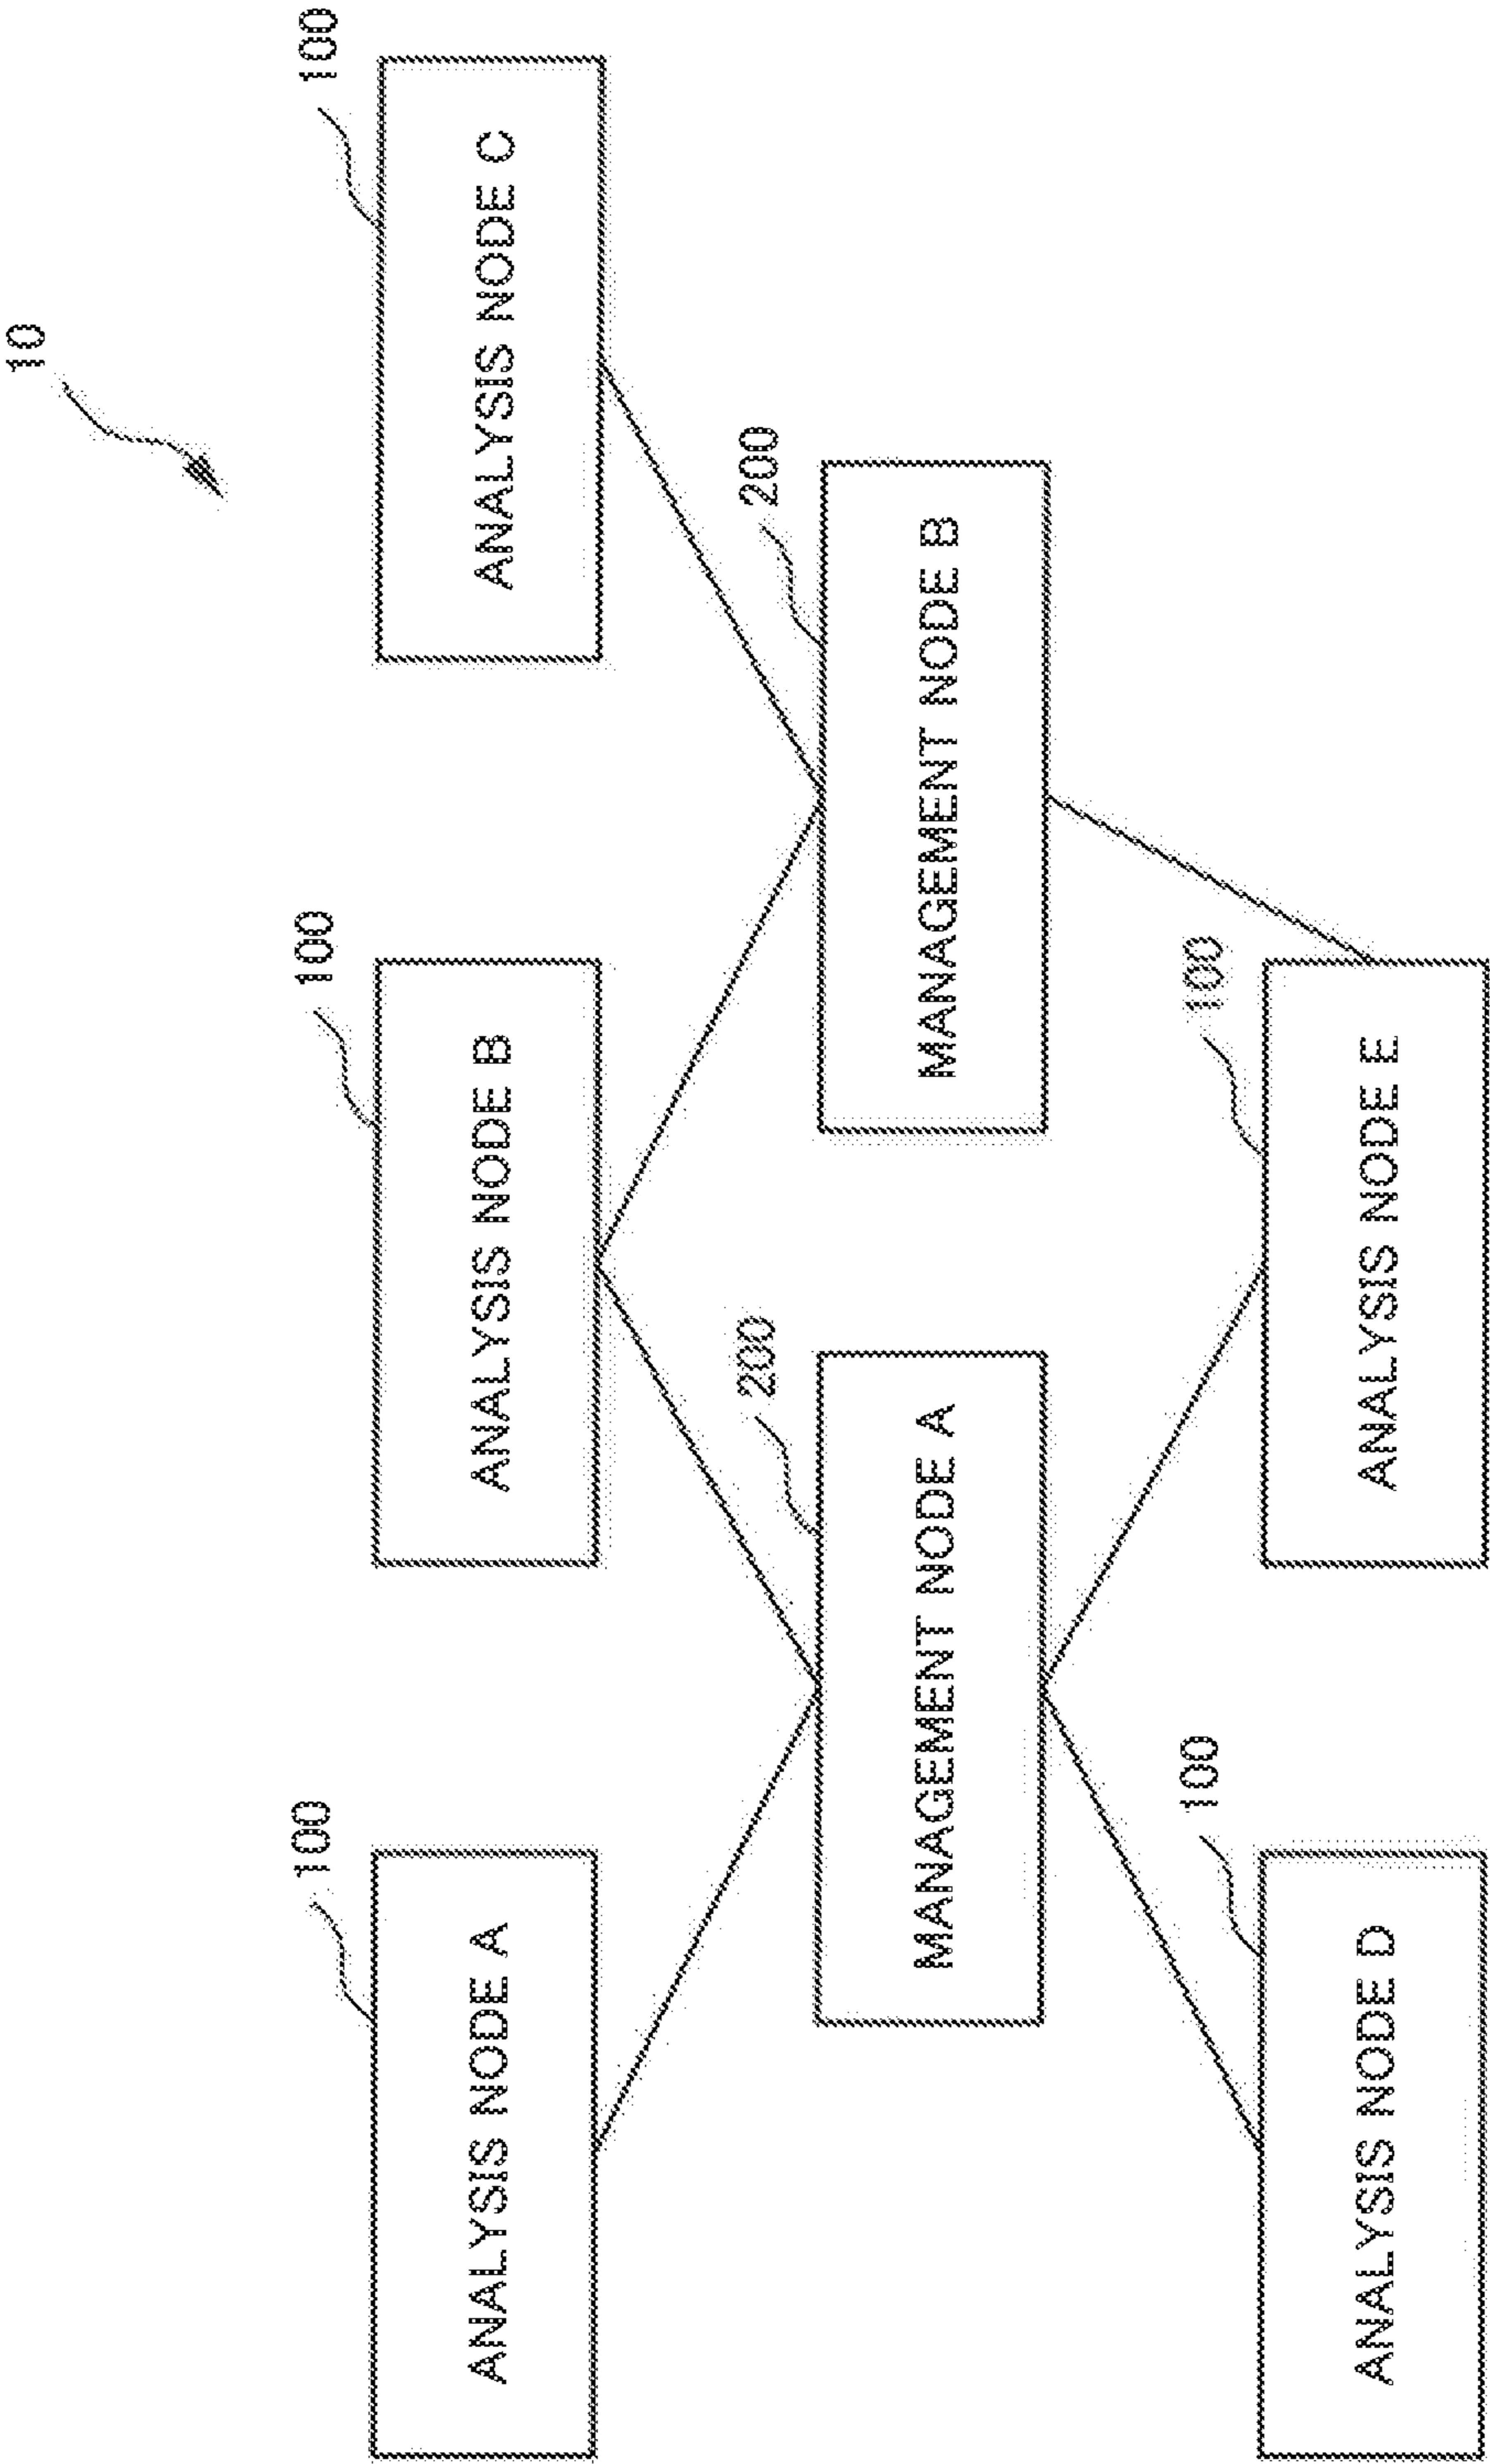 10
100
100
100
ANALYSIS NODE A
ANALYSIS NODE B
ANALYSIS NODE C
200
200
MANAGEMENT NODE A
MANAGEMENT NODE B
100
100
ANALYSIS NODE D
ANALYSIS NODE E